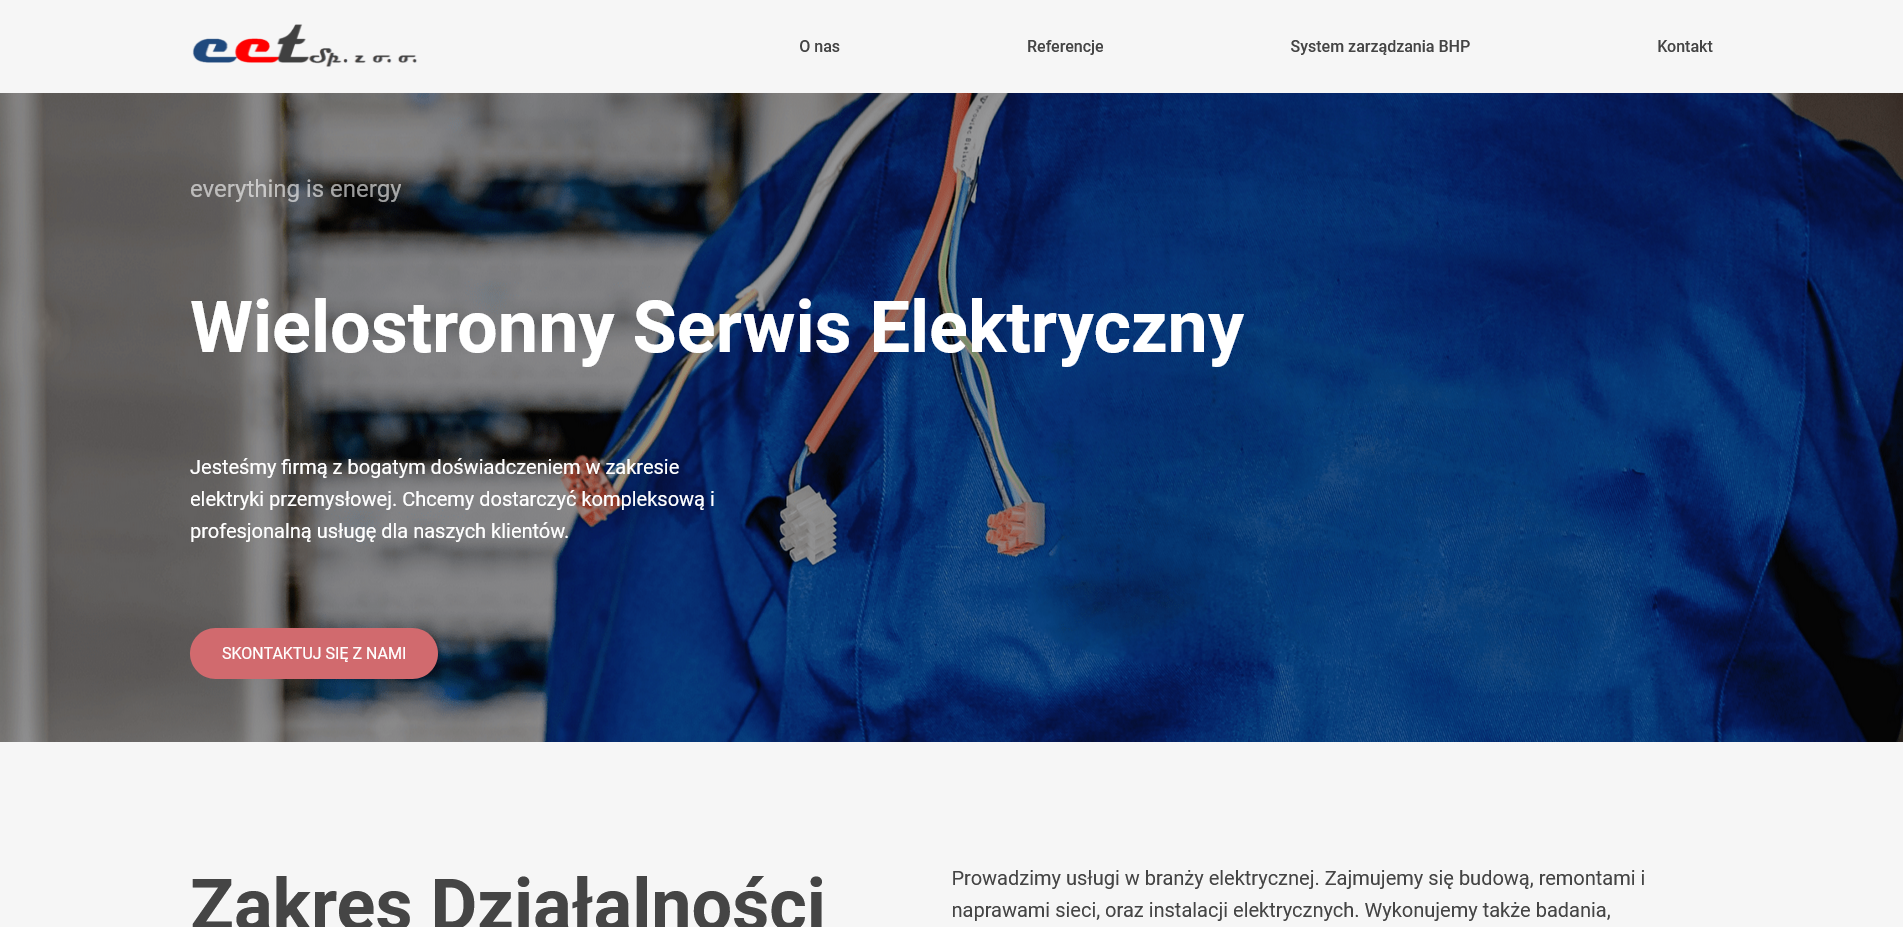 ectSp. z o. o.
O nas
Referencje
System zarządzania BHP
Kontakt
everything is energy
Wielostronny Serwis Elektryczny
Jesteśmy firmą z bogatym doświadczeniem w zakresie
elektryki przemysłowej. Chcemy dostarczyć kompleksową i
profesjonalną usługę dla naszych klientów.
SKONTAKTUJ SIĘ Z NAMI
Zakres Działalności
Prowadzimy usługi w branży elektrycznej. Zajmujemy się budową, remontami i
naprawami sieci, oraz instalacji elektrycznych. Wykonujemy także badania,